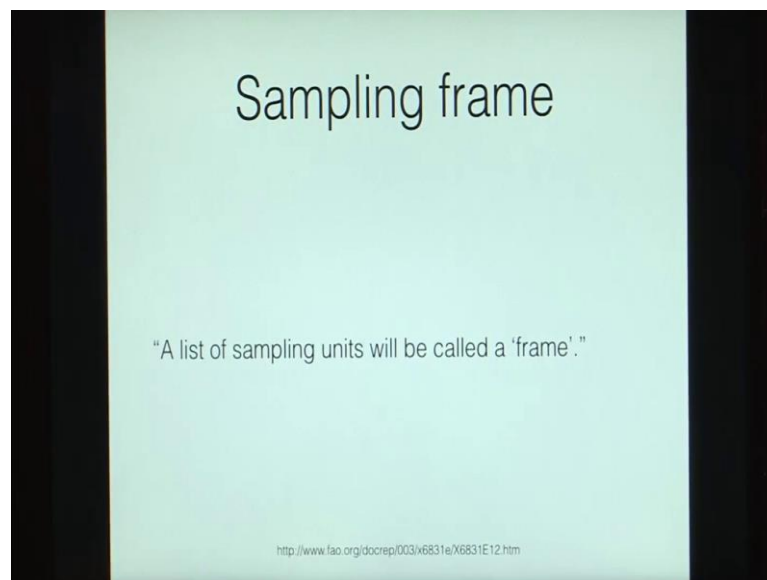 Sampling frame
“A list of sampling units will be called a ‘frame’.”
http://www.fao.org/docrep/003/x6831e/X6831E12.htm